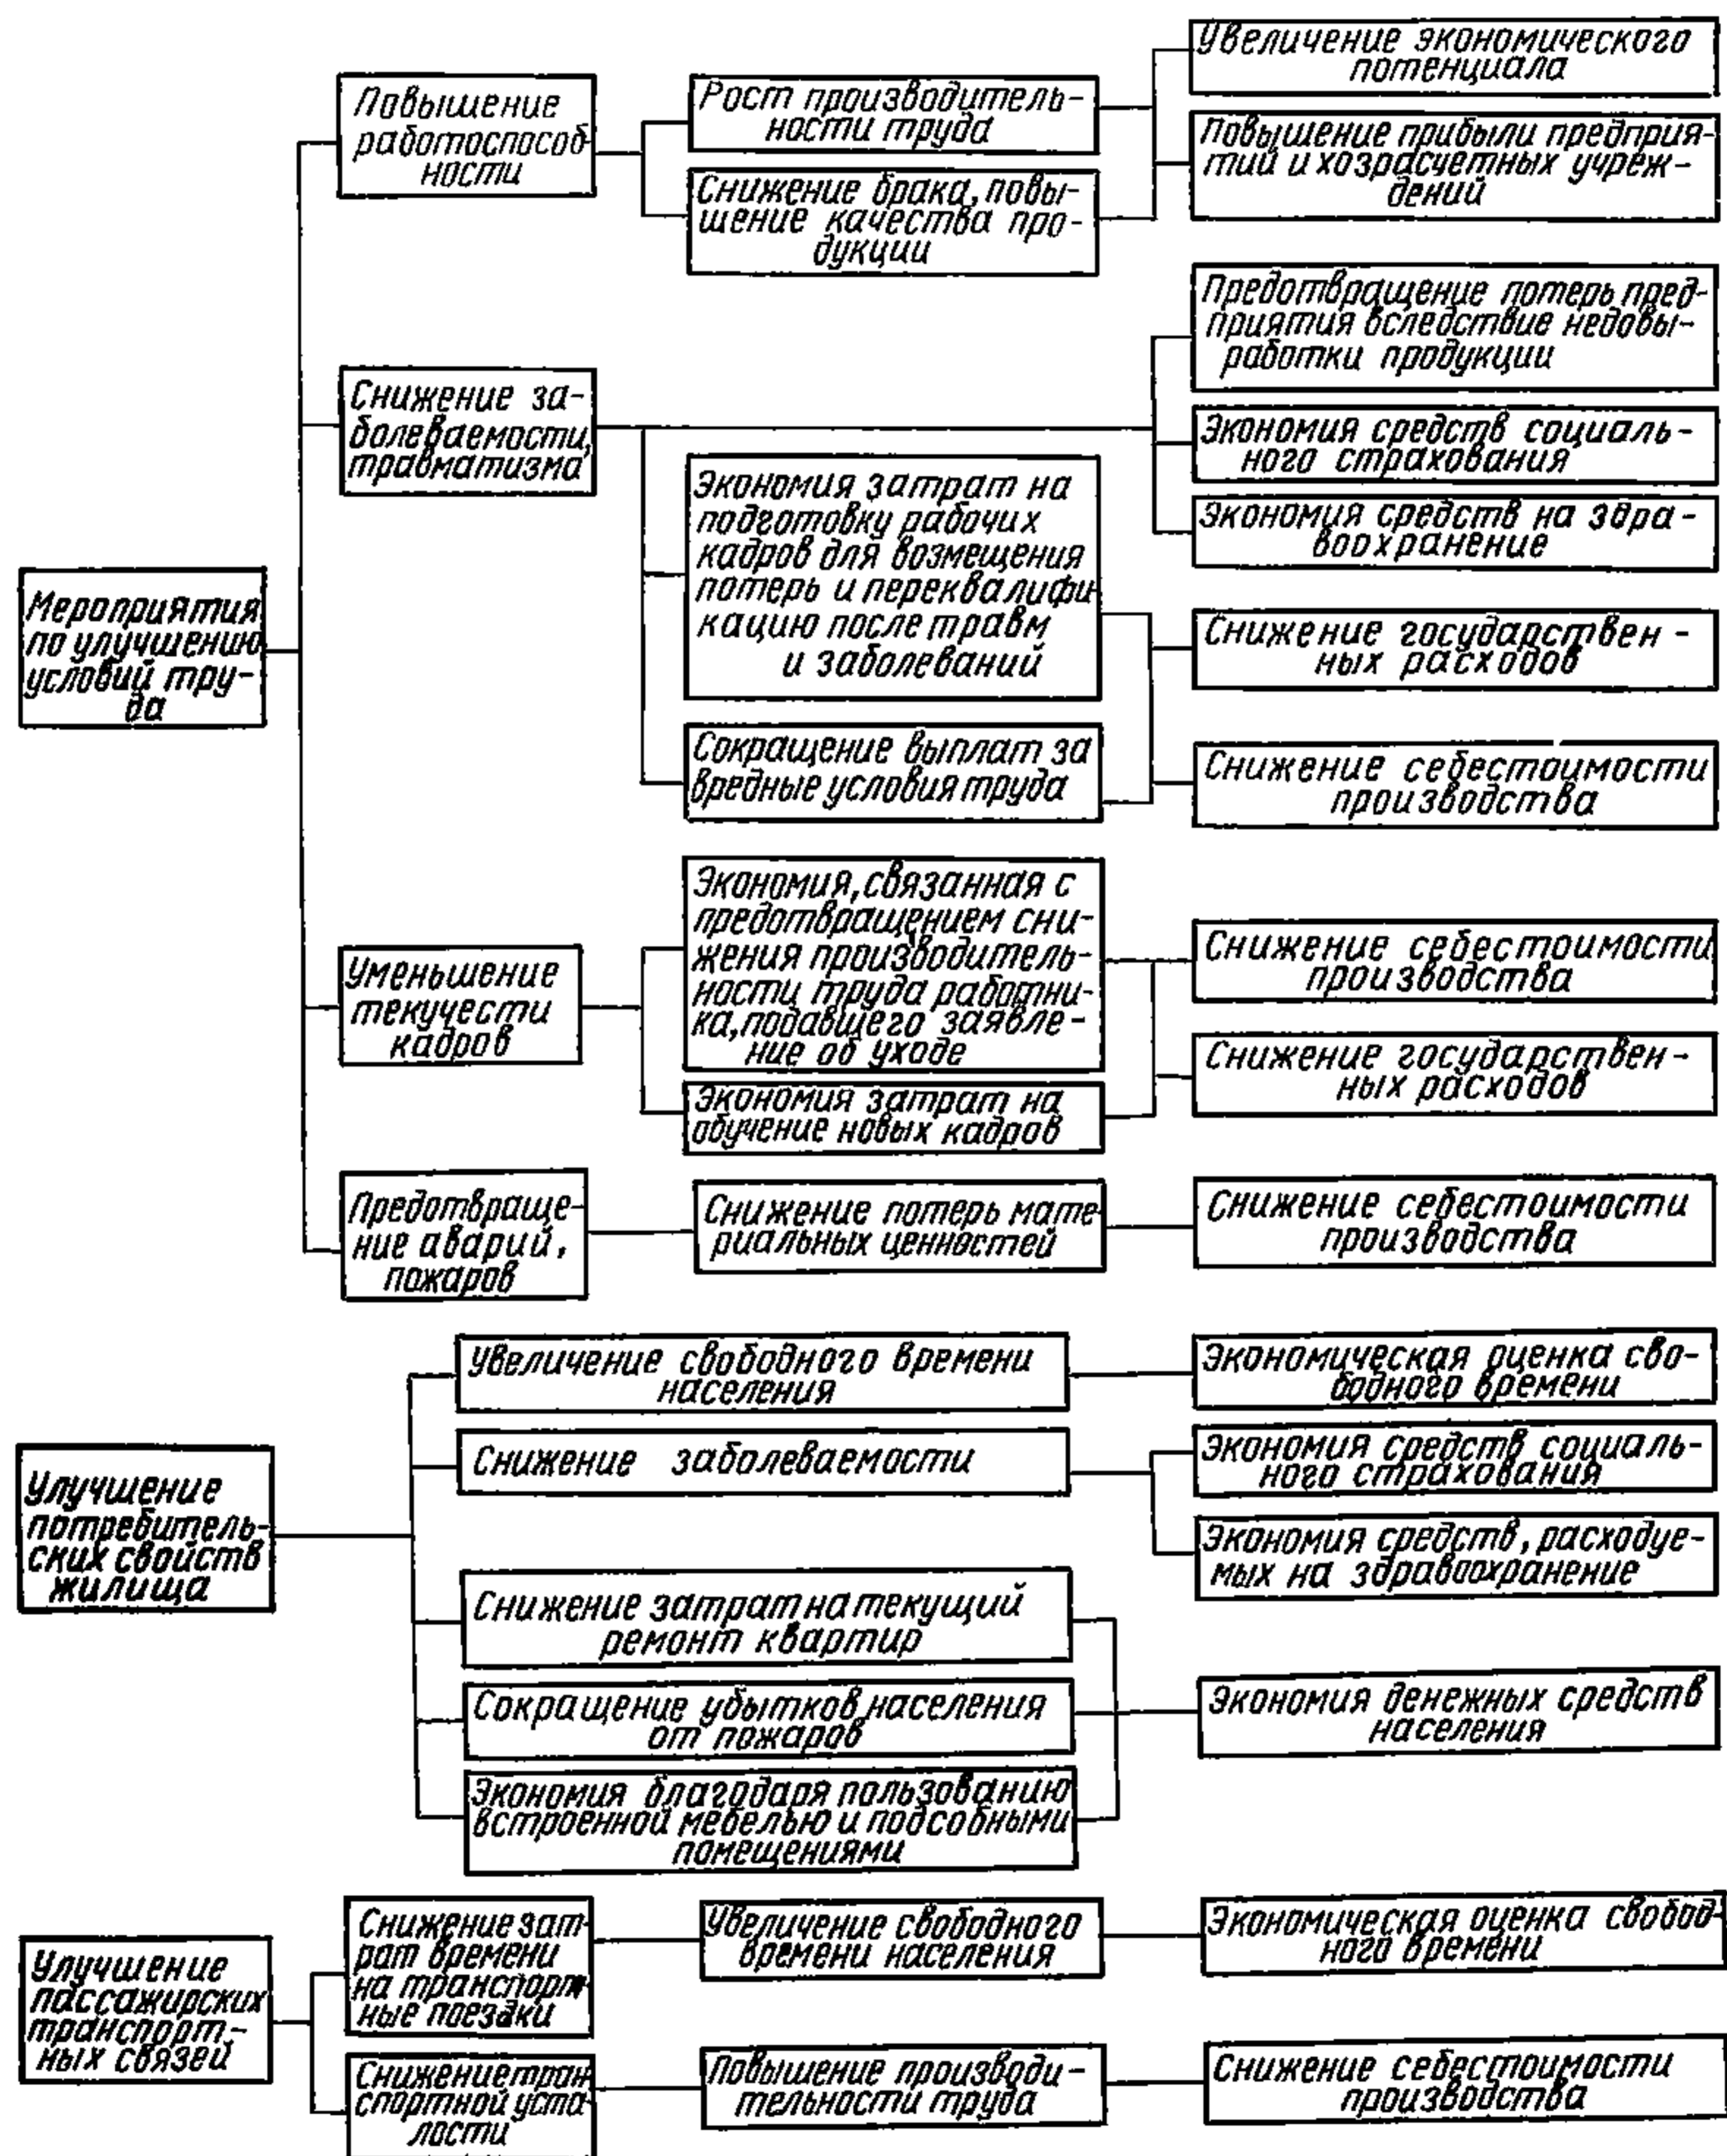 Увеличение экономического
потенциала
Повышение
работоспособ-
ности
Рост производитель-
ности труда
Повышение прибыли предприя-
тий и хозрасчетных учреж-
дений
Снижение брака, повы-
шение качества про-
дукции
Предотвращение потерь пред-
приятия вследствие недовы-
работки продукции
Снижение за-
болеваемости,
травматизма
Экономия средств социаль-
ного страхования
Экономия затрат на
подготовку рабочих
кадров для возмещения
потерь и переквалифи-
кацию после травм
и заболеваний
Экономия средств на здра-
воохранение
Мероприятия
по улучшению
условий тру-
да
Снижение государствен-
ных расходов
Сокращение выплат за
вредные условия труда
Снижение себестоимости
производства
Экономия, связанная с
предотвращением сни-
жения производитель-
ности труда работни-
ка, подавшего заявле-
ние об уходе
Снижение себестоимости
производства
Уменьшение
текучести
кадров
Снижение государствен-
ных расходов
Экономия затрат на
обучение новых кадров
Предотвраще-
ние аварий,
пожаров
Снижение потерь мате-
риальных ценностей
Снижение себестоимости
производства
Увеличение свободного времени
населения
Экономическая оценка сво-
бодного времени
Улучшение
потребитель-
ских свойств
жилища
Снижение заболеваемости
Экономия средств социаль-
ного страхования
Экономия средств, расходуе-
мых на здравоохранение
Снижение затрат на текущий
ремонт квартир
Сокращение убытков населения
от пожаров
Экономия денежных средств
населения
Экономия благодаря пользованию
встроенной мебелью и подсобными
помещениями
Улучшение
пассажирских
транспорт-
ных связей
Снижение зат-
рат времени
на транспорт-
ные поездки
Увеличение свободного
времени населения
Экономическая оценка свобод-
ного времени
Снижение тран
спортной уста-
лости
Повышение производи-
тельности труда
Снижение себестоимости
производства